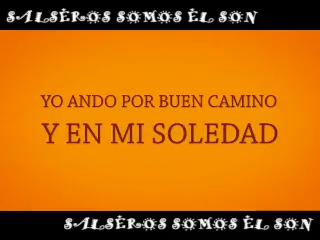 SALSEROS SOMOS EL SON
YO ANDO POR BUEN CAMINO
Y EN MI SOLEDAD
SALSEROS SOMOS EL SON